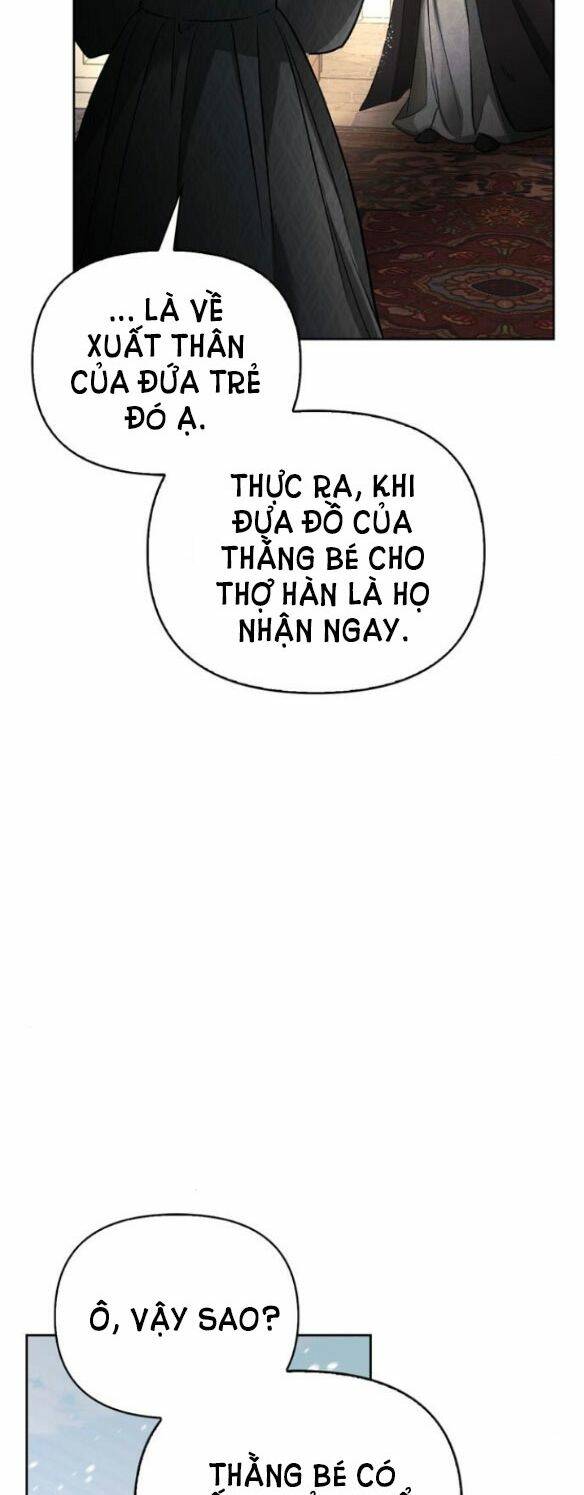 ... LÀ VỀ
XUẤT THÂN
CỦA ĐỨA TRẺ
ĐÓ Ạ.
THỰC RA, KHI
ĐƯA ĐỒ CỦA
THẰNG BÉ CHO
THỢ HÀN LÀ HỌ
NHẬN NGAY.
Ô, VẬY SAO?
THẰNG BÉ CÓ